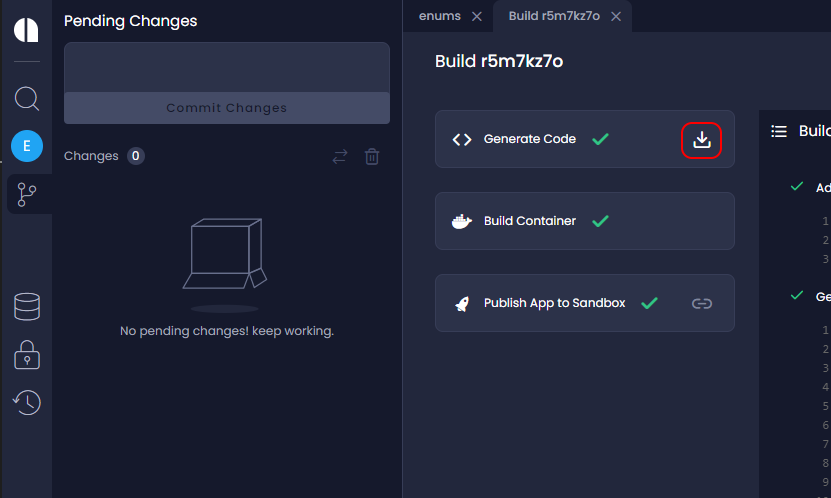 Pending Changes
Commit Changes
E
Changes 0
No pending changes! keep working.
enums
Build r5m7kz7o
Build r5m7kz7o
Generate Code
Build Container
Publish App to Sandbox
Build
Ad
1
2
3
Ge
1
2
3
4
5
6
7
8
9